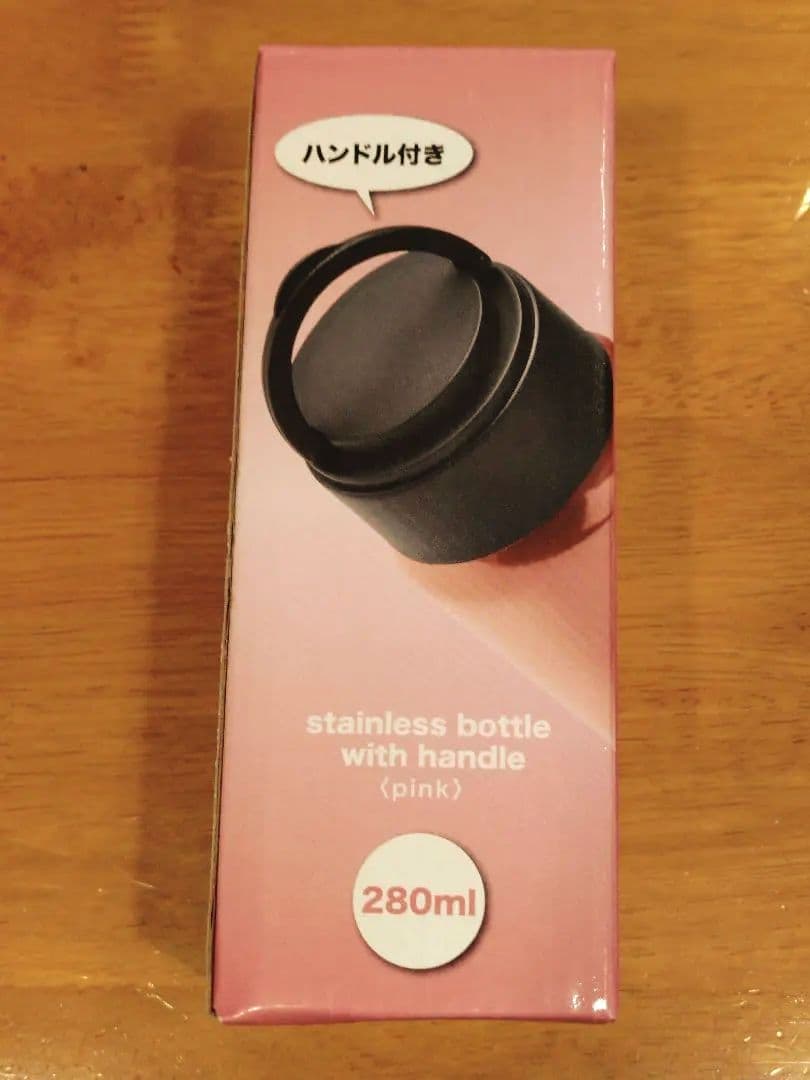 ハンドル付き
stainless bottle
with handle
〈pink〉
280ml